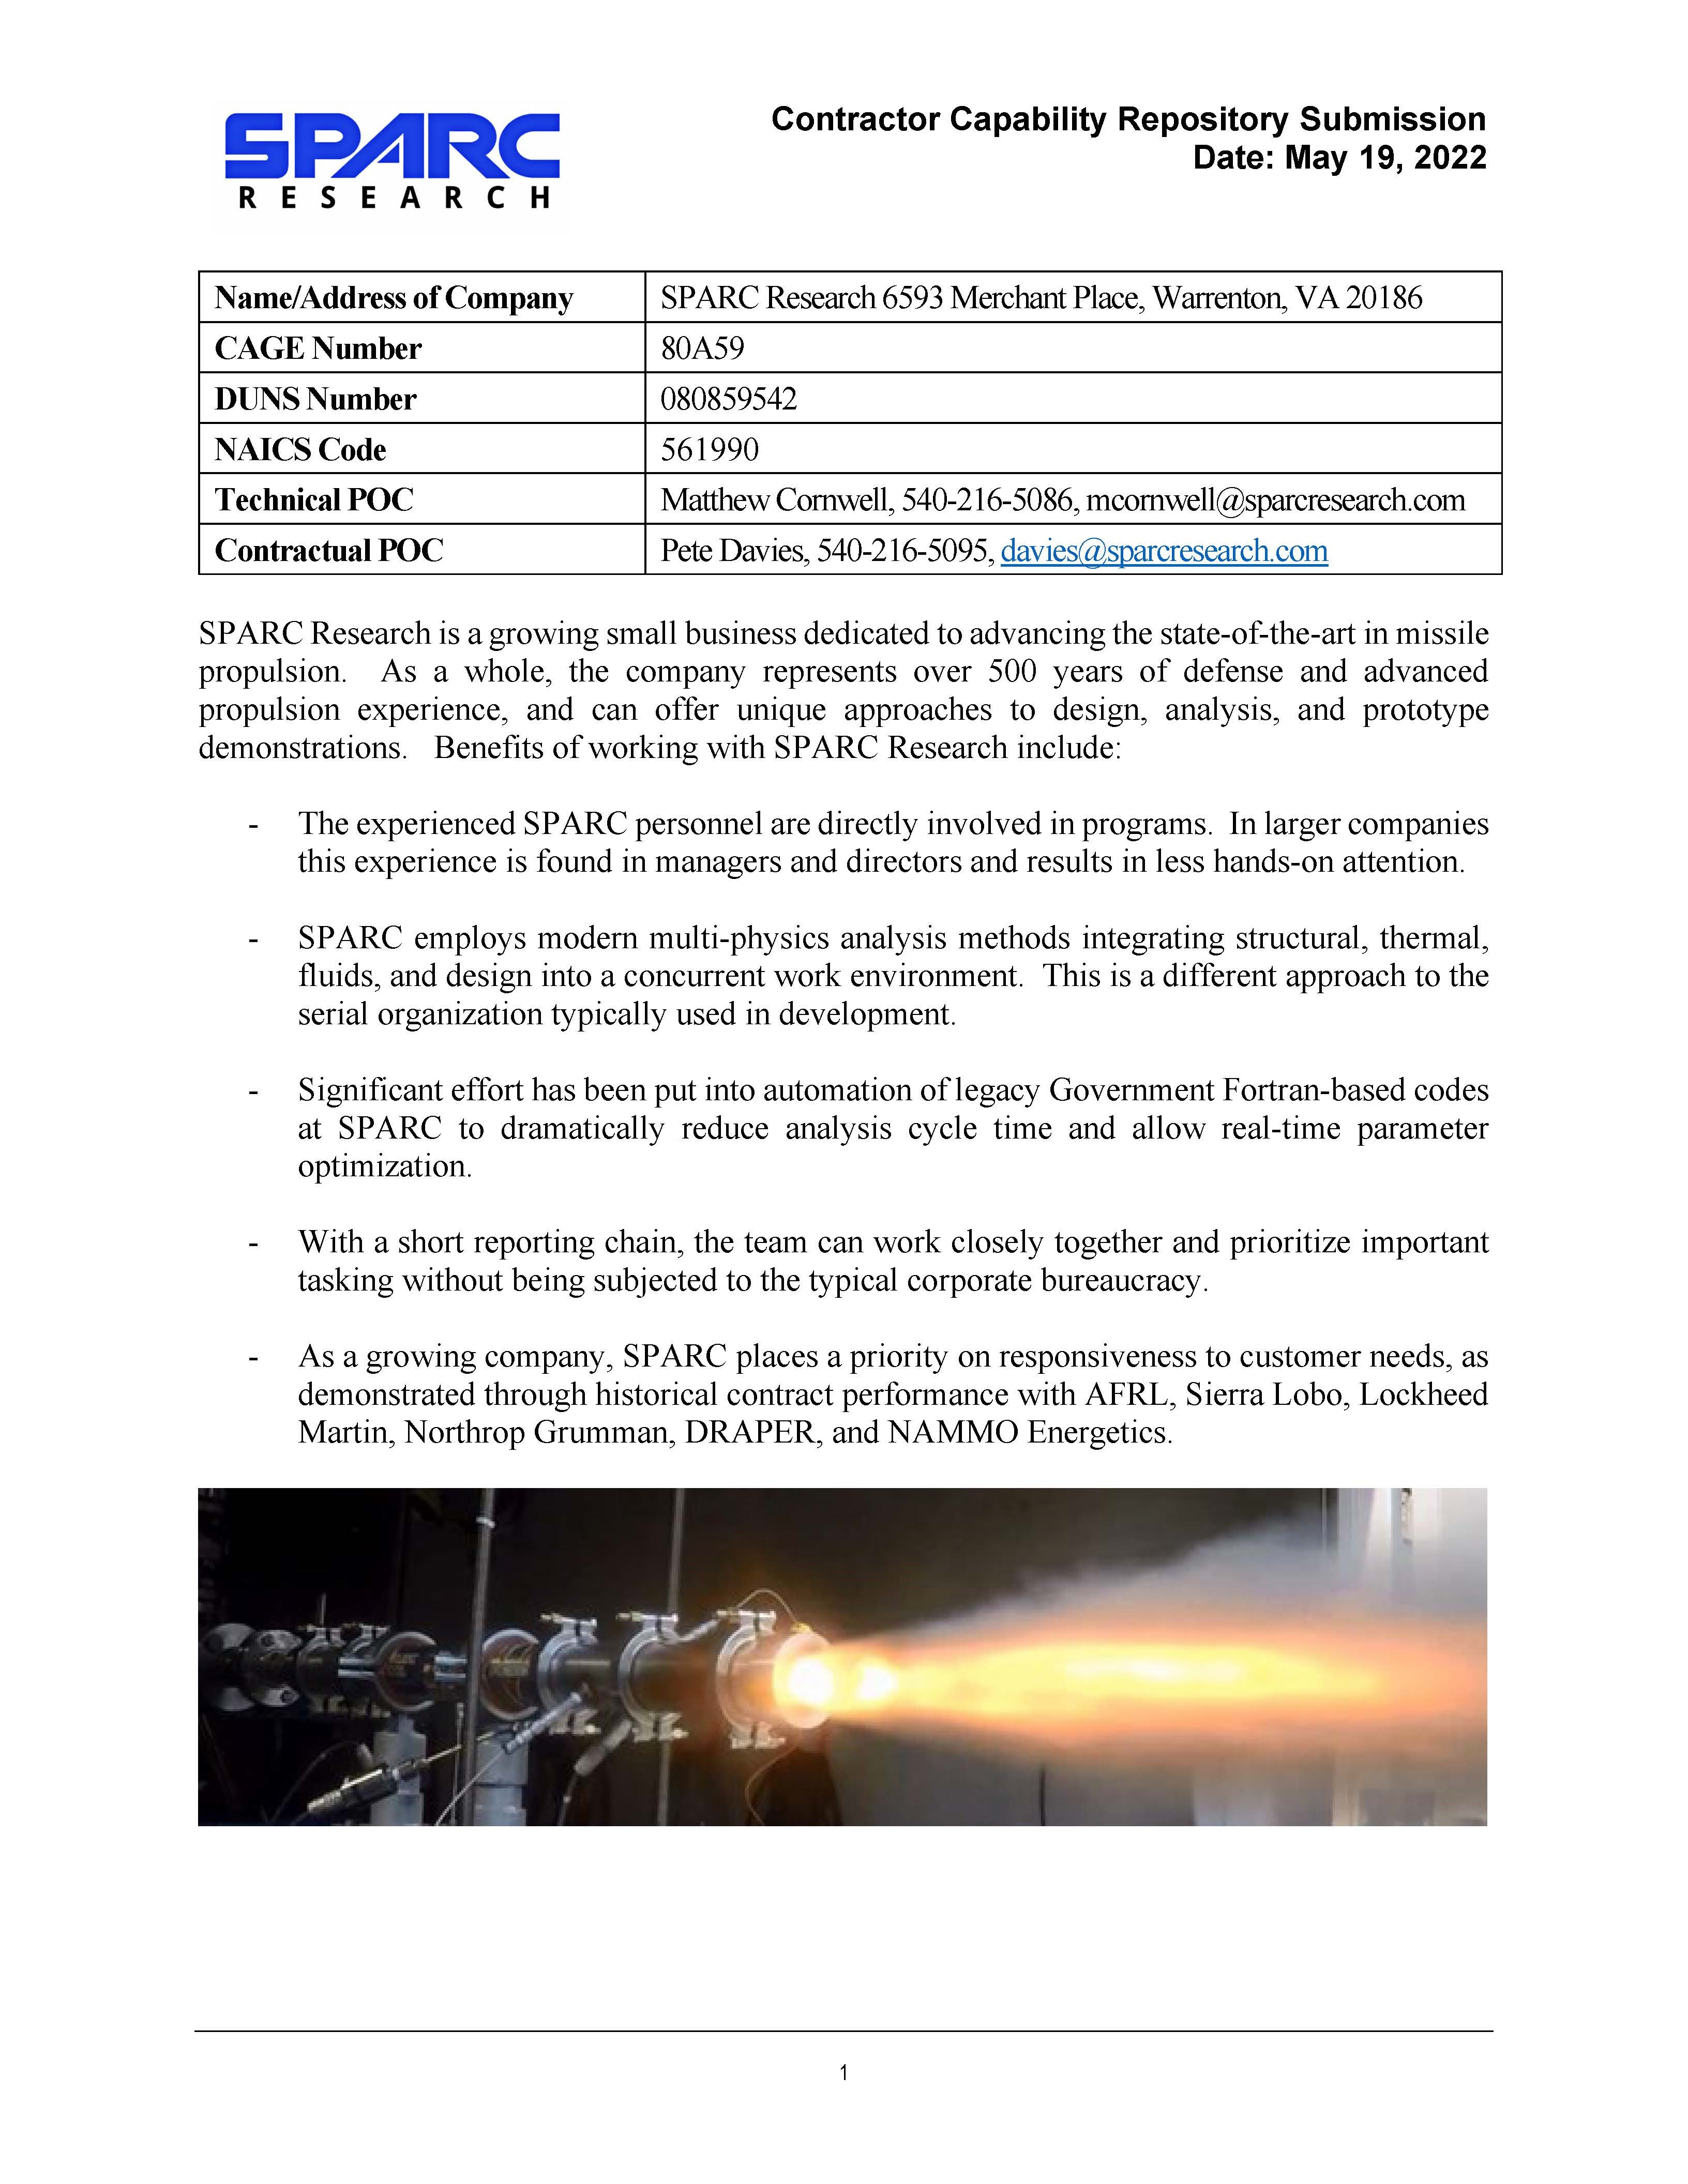 SPARC
RESEARCH
Contractor Capability Repository Submission
Date: May 19, 2022
Name/Address of Company SPARC Research 6593 Merchant Place, Warrenton, VA 20186
CAGE Number 80A59
DUNS Number 080859542
NAICS Code 561990
Technical POC Matthew Cornwell, 540-216-5086, mcornwell@sparcresearch.com
Contractual POC Pete Davies, 540-216-5095, davies@sparcresearch.com
SPARC Research is a growing small business dedicated to advancing the state-of-the-art in missile
propulsion. As a whole, the company represents over 500 years of defense and advanced
propulsion experience, and can offer unique approaches to design, analysis, and prototype
demonstrations. Benefits of working with SPARC Research include:
- The experienced SPARC personnel are directly involved in programs. In larger companies
this experience is found in managers and directors and results in less hands-on attention.
- SPARC employs modern multi-physics analysis methods integrating structural, thermal,
fluids, and design into a concurrent work environment. This is a different approach to the
serial organization typically used in development.
- Significant effort has been put into automation of legacy Government Fortran-based codes
at SPARC to dramatically reduce analysis cycle time and allow real-time parameter
optimization.
- With a short reporting chain, the team can work closely together and prioritize important
tasking without being subjected to the typical corporate bureaucracy.
- As a growing company, SPARC places a priority on responsiveness to customer needs, as
demonstrated through historical contract performance with AFRL, Sierra Lobo, Lockheed
Martin, Northrop Grumman, DRAPER, and NAMMO Energetics.
1